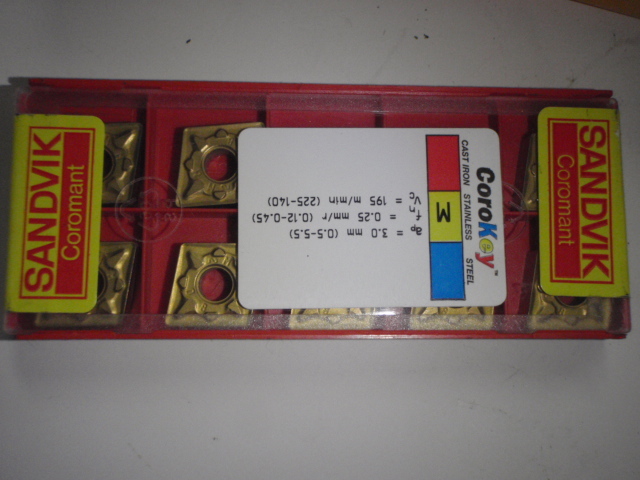 SANDVIK
Coromant
CoroKey™
CAST IRON STAINLESS STEEL
M
ap = 3.0 mm (0.5-5.5)
fn = 0.25 mm/r (0.12-0.45)
Vc = 195 m/min (225-140)
SANDVIK
Coromant